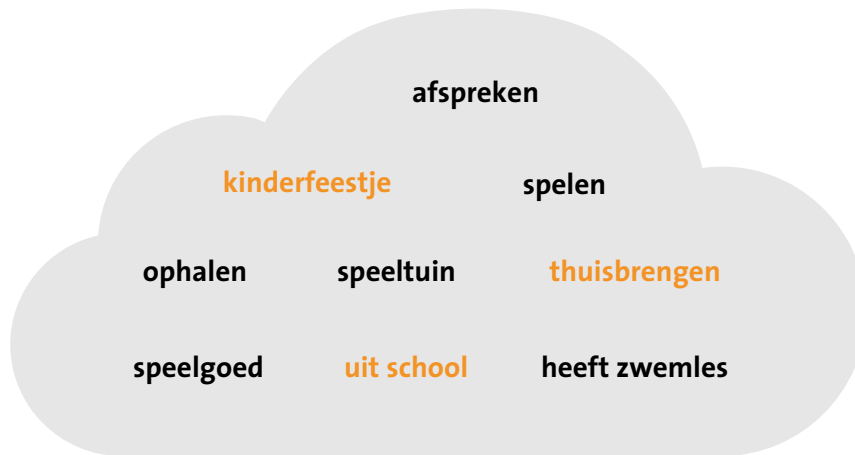 afspreken
kinderfeestje spelen
ophalen speeltuin thuisbrengen
speelgoed uit school heeft zwemles